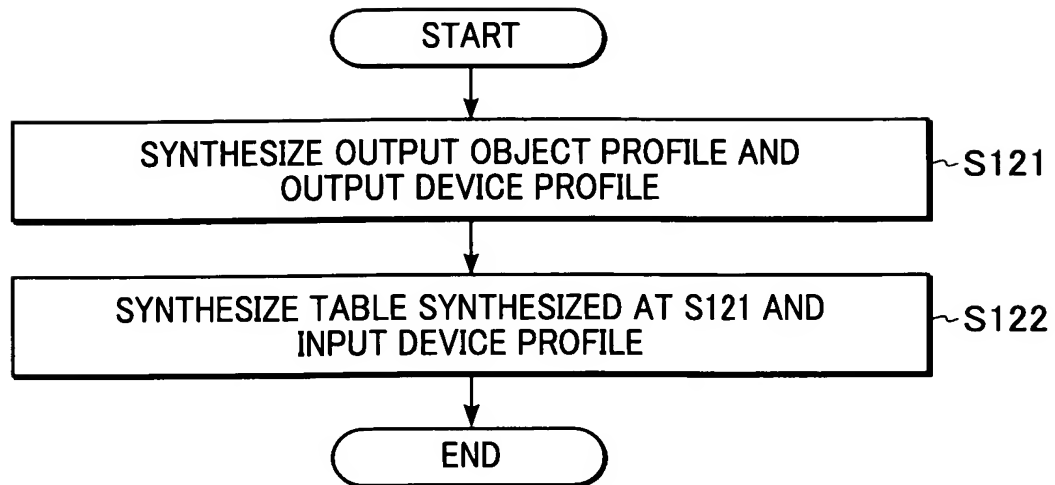 START
SYNTHESIZE OUTPUT OBJECT PROFILE AND
OUTPUT DEVICE PROFILE
S121
SYNTHESIZE TABLE SYNTHESIZED AT S121 AND
INPUT DEVICE PROFILE
S122
END